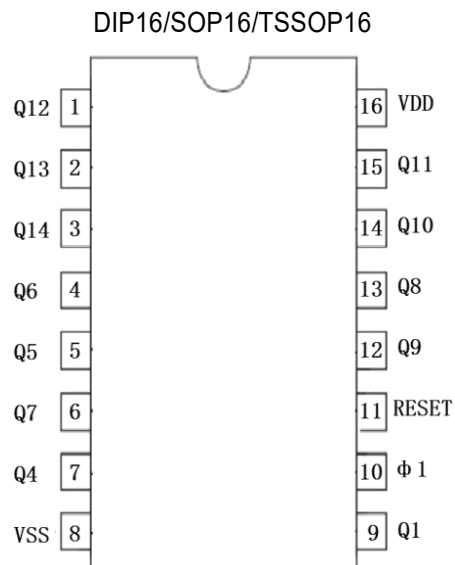 DIP16/SOP16/TSSOP16
Q12 1 16 VDD
Q13 2 15 Q11
Q14 3 14 Q10
Q6 4 13 Q8
Q5 5 12 Q9
Q7 6 11 RESET
Q4 7 10 ф1
VSS 8 9 Q1